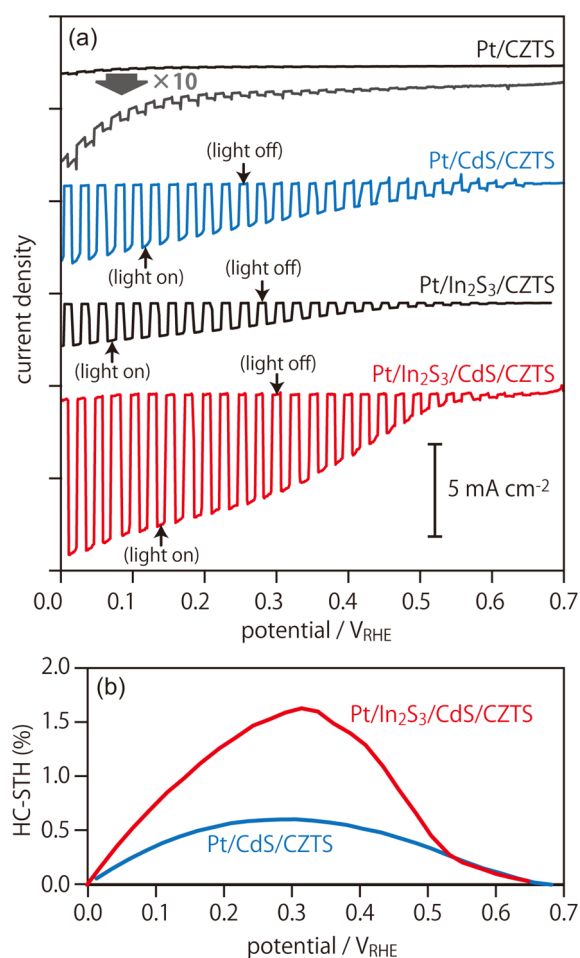 (a)
Pt/CZTS
×10
(light off)
Pt/CdS/CZTS
(light on)
(light off)
Pt/In₂S₃/CZTS
(light on)
(light off)
Pt/In₂S₃/CdS/CZTS
5 mA cm⁻²
(light on)
current density
0.0 0.1 0.2 0.3 0.4 0.5 0.6 0.7
potential / V_RHE
(b)
2.0
1.5
1.0
0.5
0.0
HC-STH (%)
Pt/In₂S₃/CdS/CZTS
Pt/CdS/CZTS
0.0 0.1 0.2 0.3 0.4 0.5 0.6 0.7
potential / V_RHE